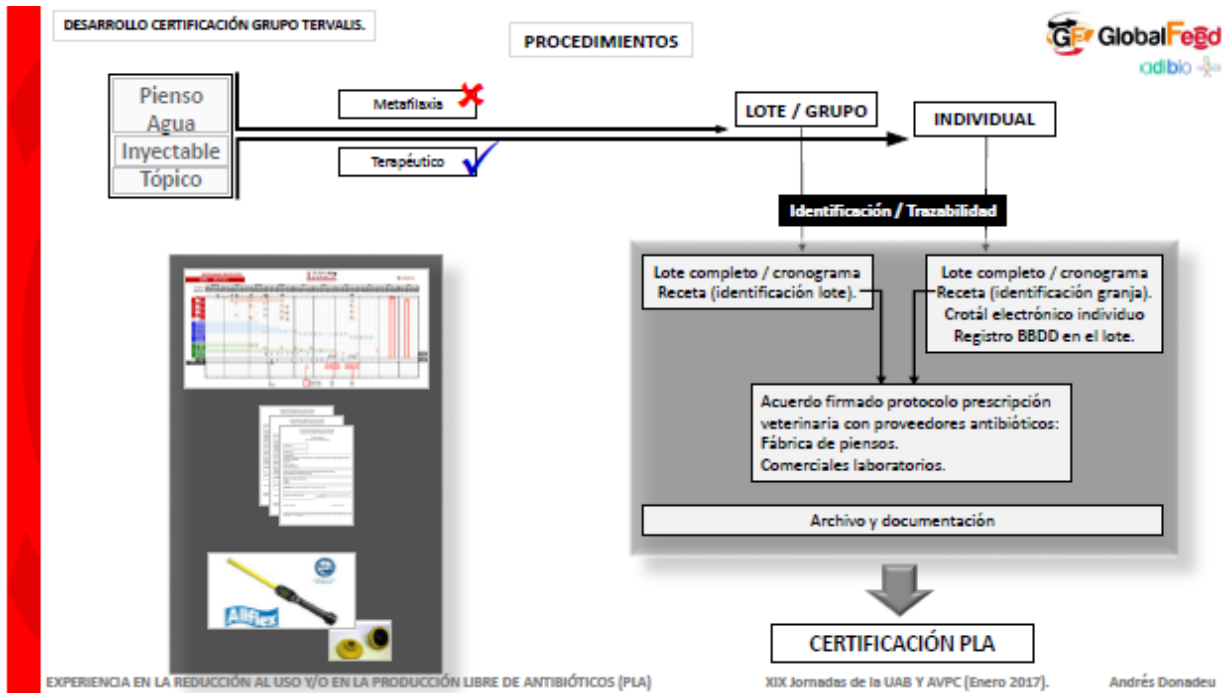 DESARROLLO CERTIFICACIÓN GRUPO TERVALIS.
PROCEDIMIENTOS
GF GlobalFeed
adibio
Pienso
Agua
Inyectable
Tópico
Metafilaxia
Terapéutico
LOTE / GRUPO
INDIVIDUAL
Identificación / Trazabilidad
Lote completo / cronograma
Receta (identificación lote).
Lote completo / cronograma
Receta (identificación granja).
Crotál electrónico individuo
Registro BBDD en el lote.
Acuerdo firmado protocolo prescripción
veterinaria con proveedores antibióticos:
Fábrica de piensos.
Comerciales laboratorios.
Archivo y documentación
Allflex
CERTIFICACIÓN PLA
EXPERIENCIA EN LA REDUCCIÓN AL USO Y/O EN LA PRODUCCIÓN LIBRE DE ANTIBIÓTICOS (PLA)
XIX Jornadas de la UAB Y AVPC (Enero 2017).
Andrés Donadeu